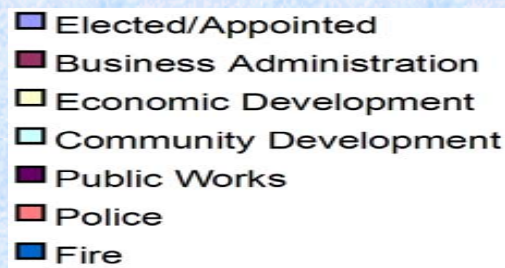 Elected/Appointed
Business Administration
Economic Development
Community Development
Public Works
Police
Fire